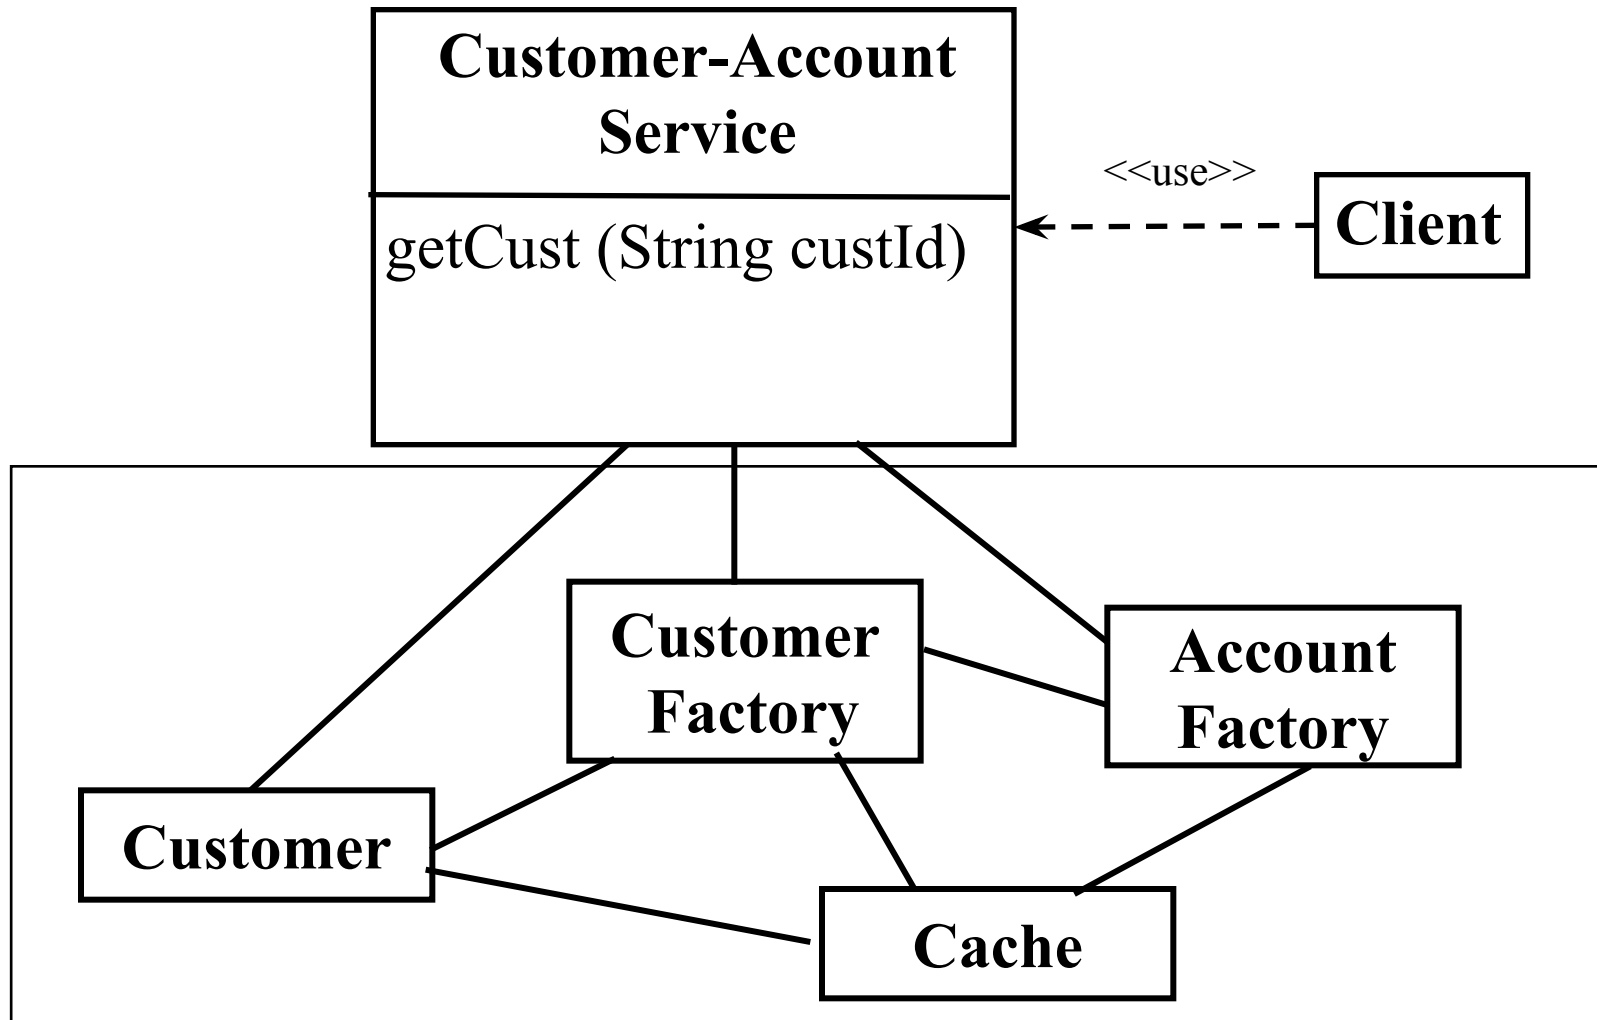 Customer-Account
Service
<<use>>
Client
getCust (String custId)
Customer
Factory
Account
Factory
Customer
Cache